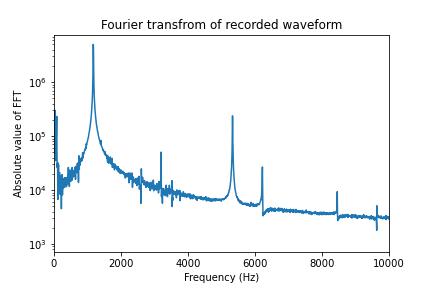 Fourier transfrom of recorded waveform
Absolute value of FFT
10⁶
10⁵
10⁴
10³
0 2000 4000 6000 8000 10000
Frequency (Hz)